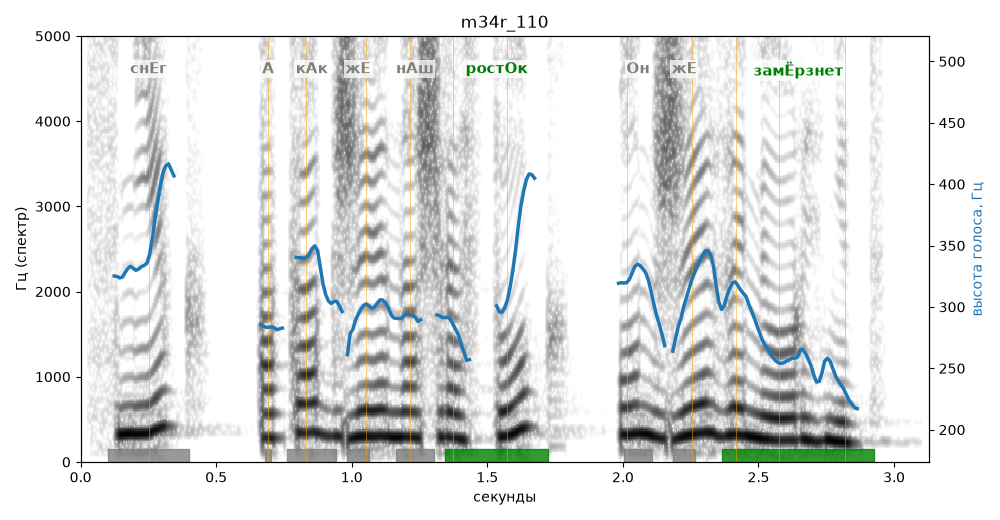 m34r_110
снЕг А кАк жЕ нАш ростОк Он жЕ замЁрзнет
5000
4000
3000
2000
1000
0
Гц (спектр)
500
450
400
350
300
250
200
высота голоса, Гц
0.0 0.5 1.0 1.5 2.0 2.5 3.0
секунды